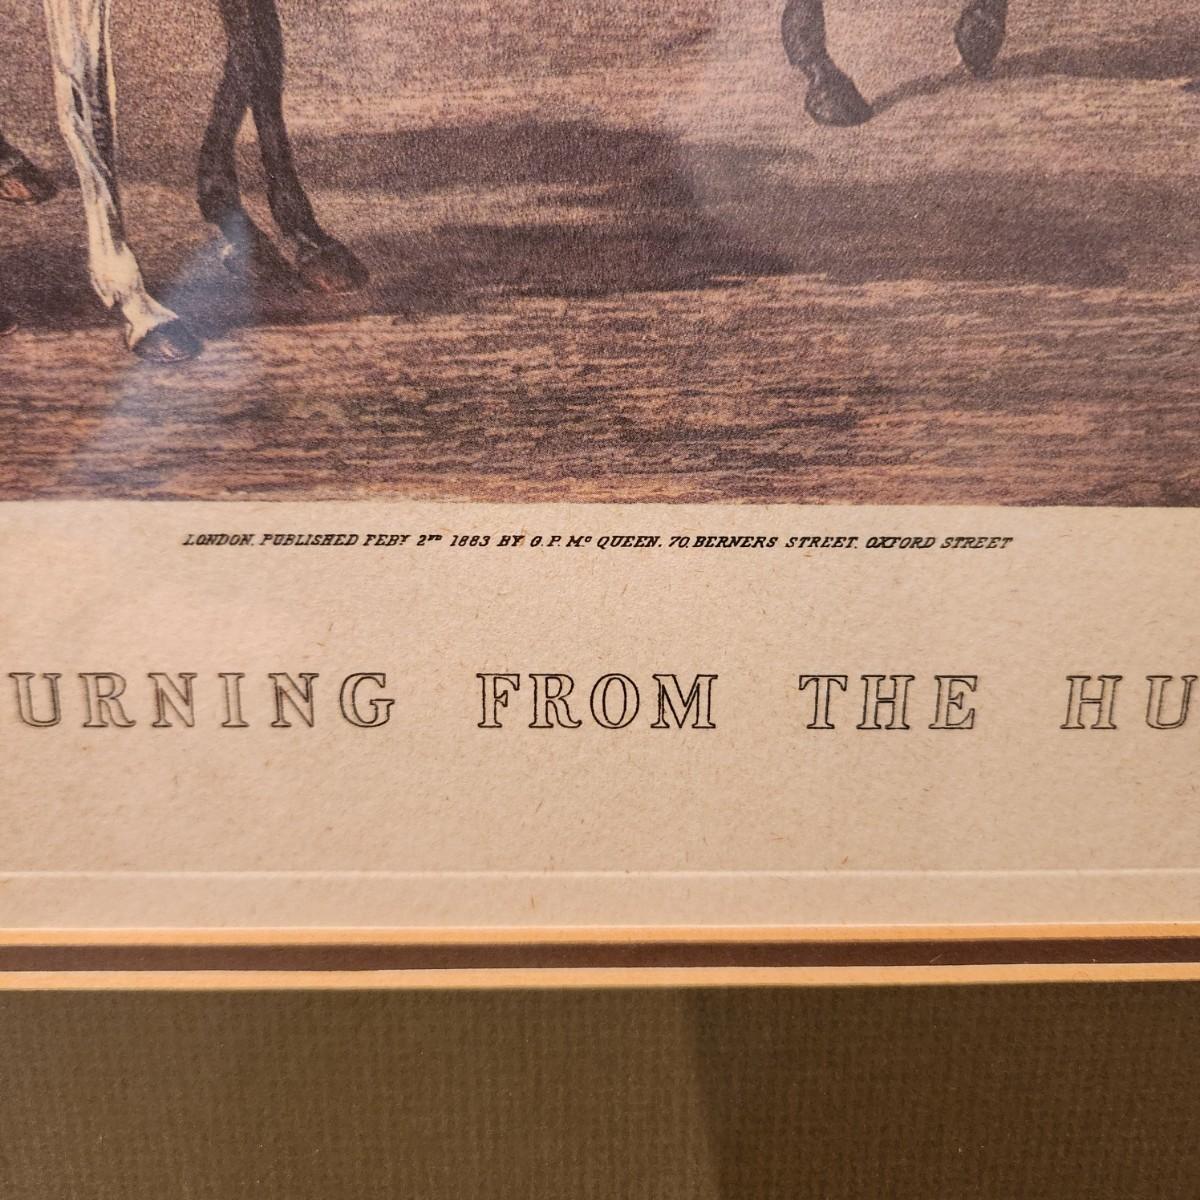 LONDON, PUBLISHED FEBY 2ND 1883 BY G. P. Mc QUEEN, 70, BERNERS STREET, OXFORD STREET
URNING FROM THE HU